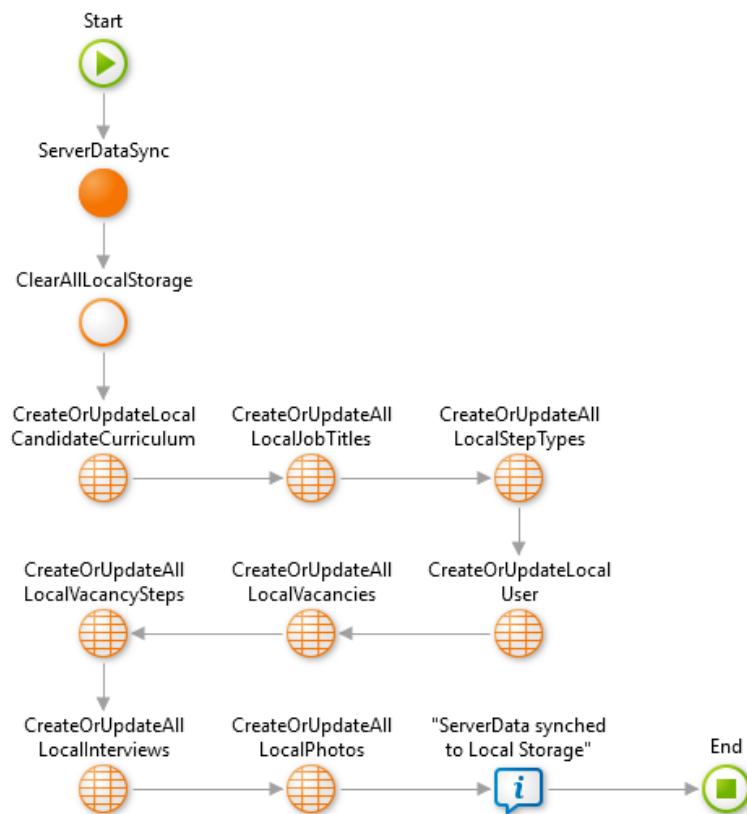 Start
ServerDataSync
ClearAllLocalStorage
CreateOrUpdateLocal
CandidateCurriculum
CreateOrUpdateAll
LocalJobTitles
CreateOrUpdateAll
LocalStepTypes
CreateOrUpdateAll
LocalVacancySteps
CreateOrUpdateAll
LocalVacancies
CreateOrUpdateLocal
User
CreateOrUpdateAll
LocalInterviews
CreateOrUpdateAll
LocalPhotos
"ServerData synched
to Local Storage"
End